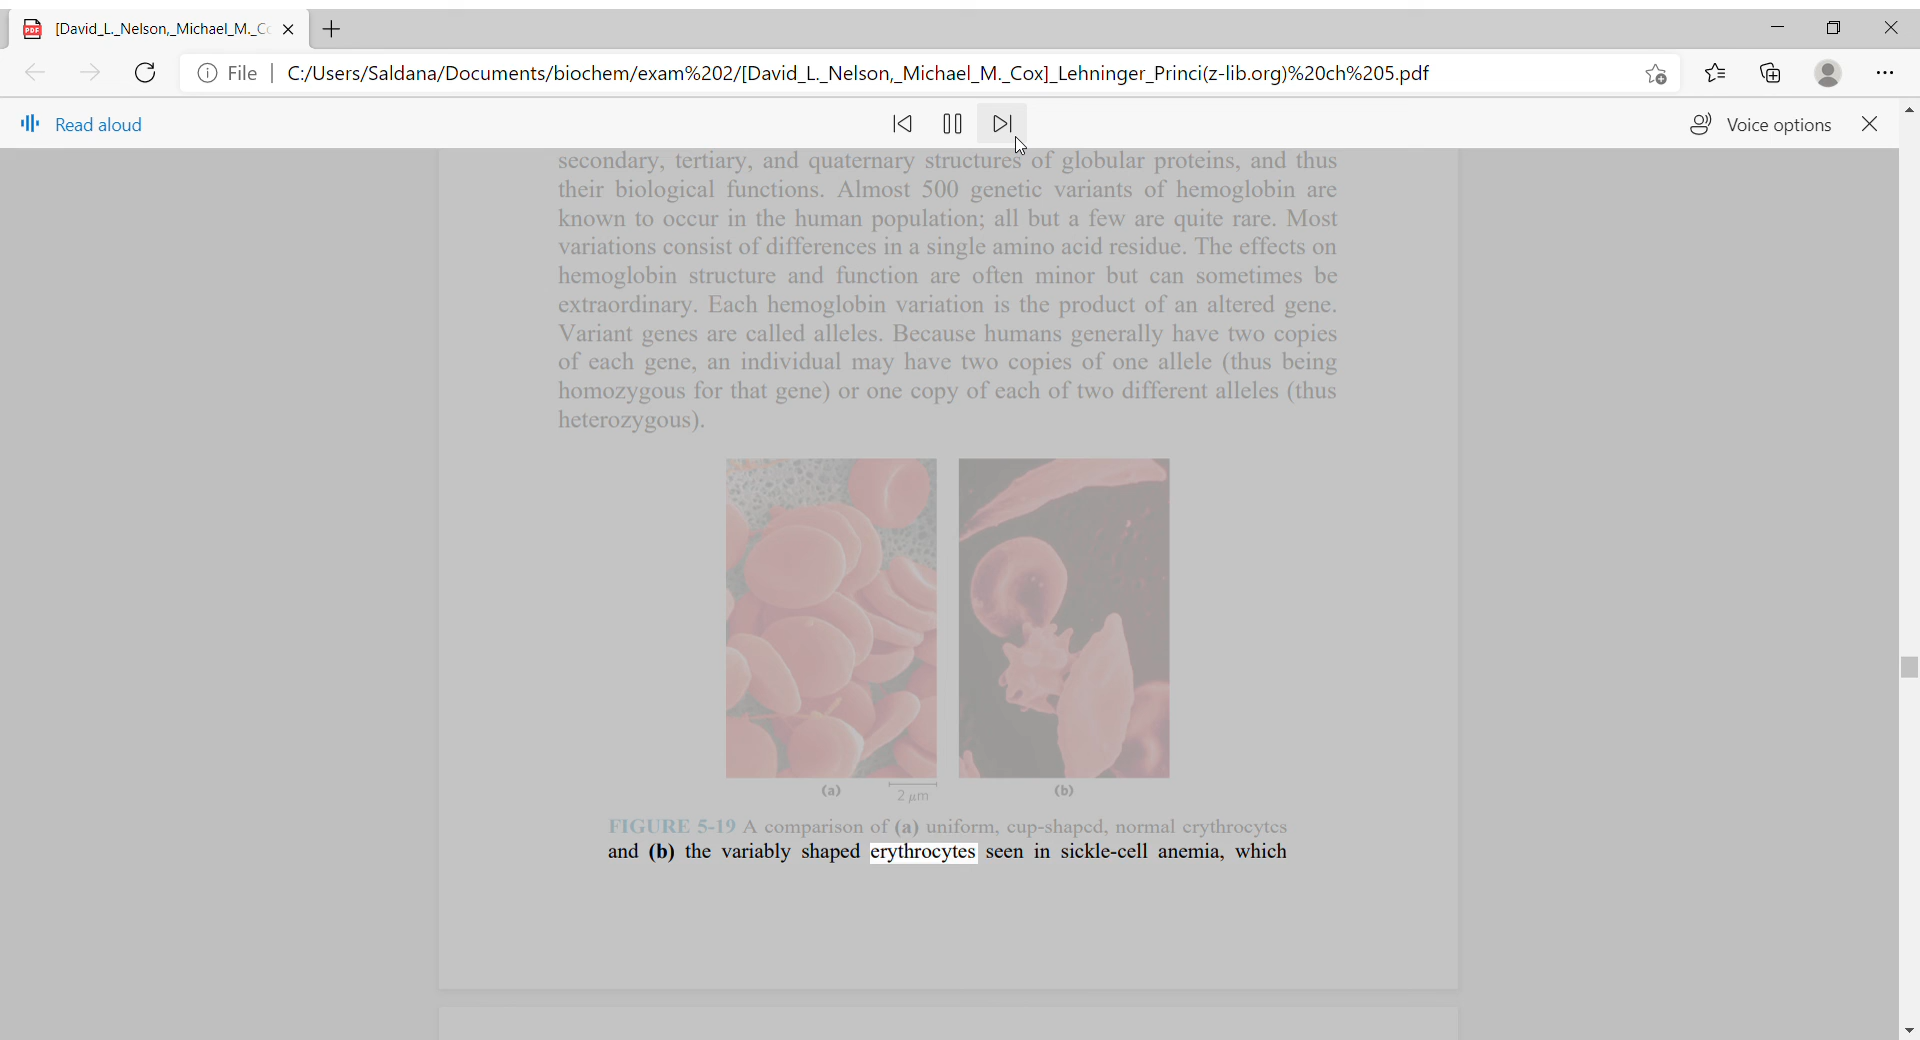 [David_L._Nelson,_Michael_M._Co
File | C:/Users/Saldana/Documents/biochem/exam%202/[David_L._Nelson,_Michael_M._Cox]_Lehninger_Princi(z-lib.org)%20ch%205.pdf
Read aloud
Voice options
secondary, tertiary, and quaternary structures of globular proteins, and thus
their biological functions. Almost 500 genetic variants of hemoglobin are
known to occur in the human population; all but a few are quite rare. Most
variations consist of differences in a single amino acid residue. The effects on
hemoglobin structure and function are often minor but can sometimes be
extraordinary. Each hemoglobin variation is the product of an altered gene.
Variant genes are called alleles. Because humans generally have two copies
of each gene, an individual may have two copies of one allele (thus being
homozygous for that gene) or one copy of each of two different alleles (thus
heterozygous).
(a) 2 μm (b)
FIGURE 5-19 A comparison of (a) uniform, cup-shaped, normal erythrocytes
and (b) the variably shaped erythrocytes seen in sickle-cell anemia, which